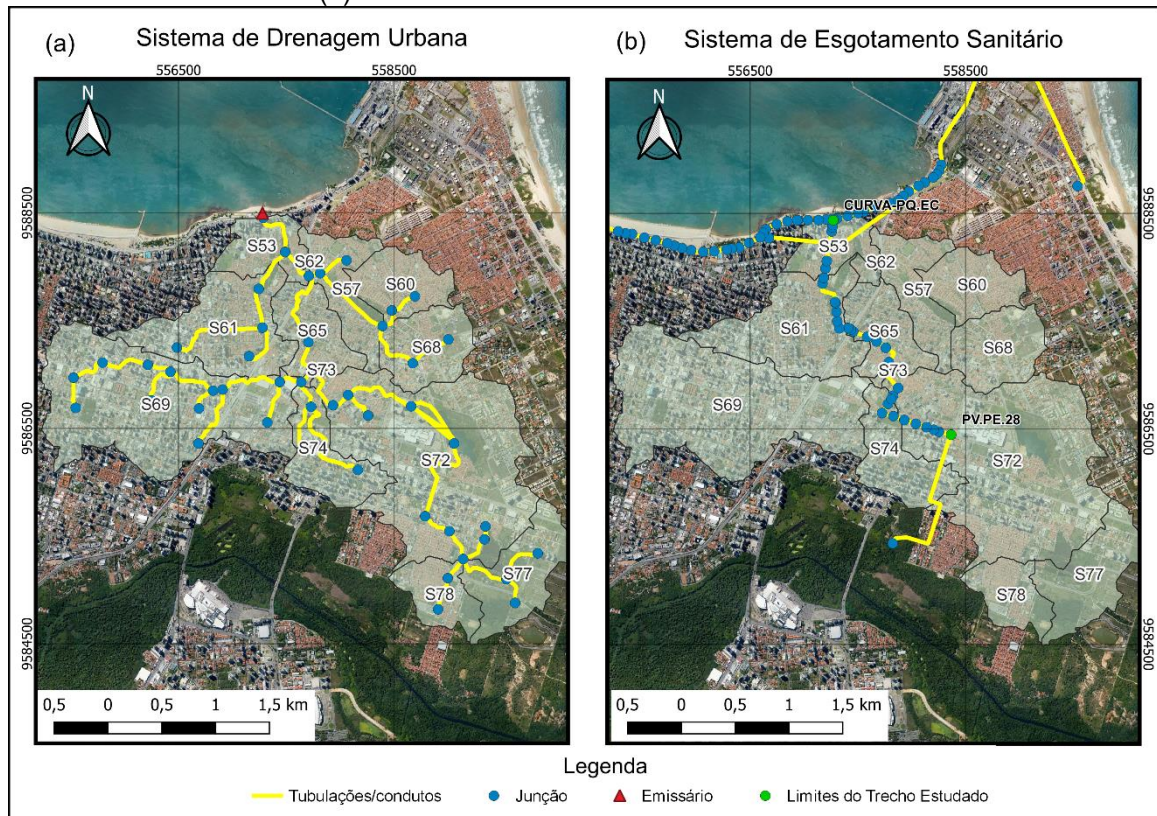 (a) Sistema de Drenagem Urbana
556500 558500
N
9588500
9586500
9584500
S53
S62
S57
S60
S61
S65
S68
S73
S69
S74
S72
S77
S78
0,5 0 0,5 1 1,5 km
(b) Sistema de Esgotamento Sanitário
556500 558500
N
CURVA-PQ.EC
9588500
S53
S62
S57
S60
S61
S65
S68
S73
S69
PV.PE.28
9586500
S74
S72
S77
S78
9584500
0,5 0 0,5 1 1,5 km
Legenda
Tubulações/condutos Junção Emissário Limites do Trecho Estudado